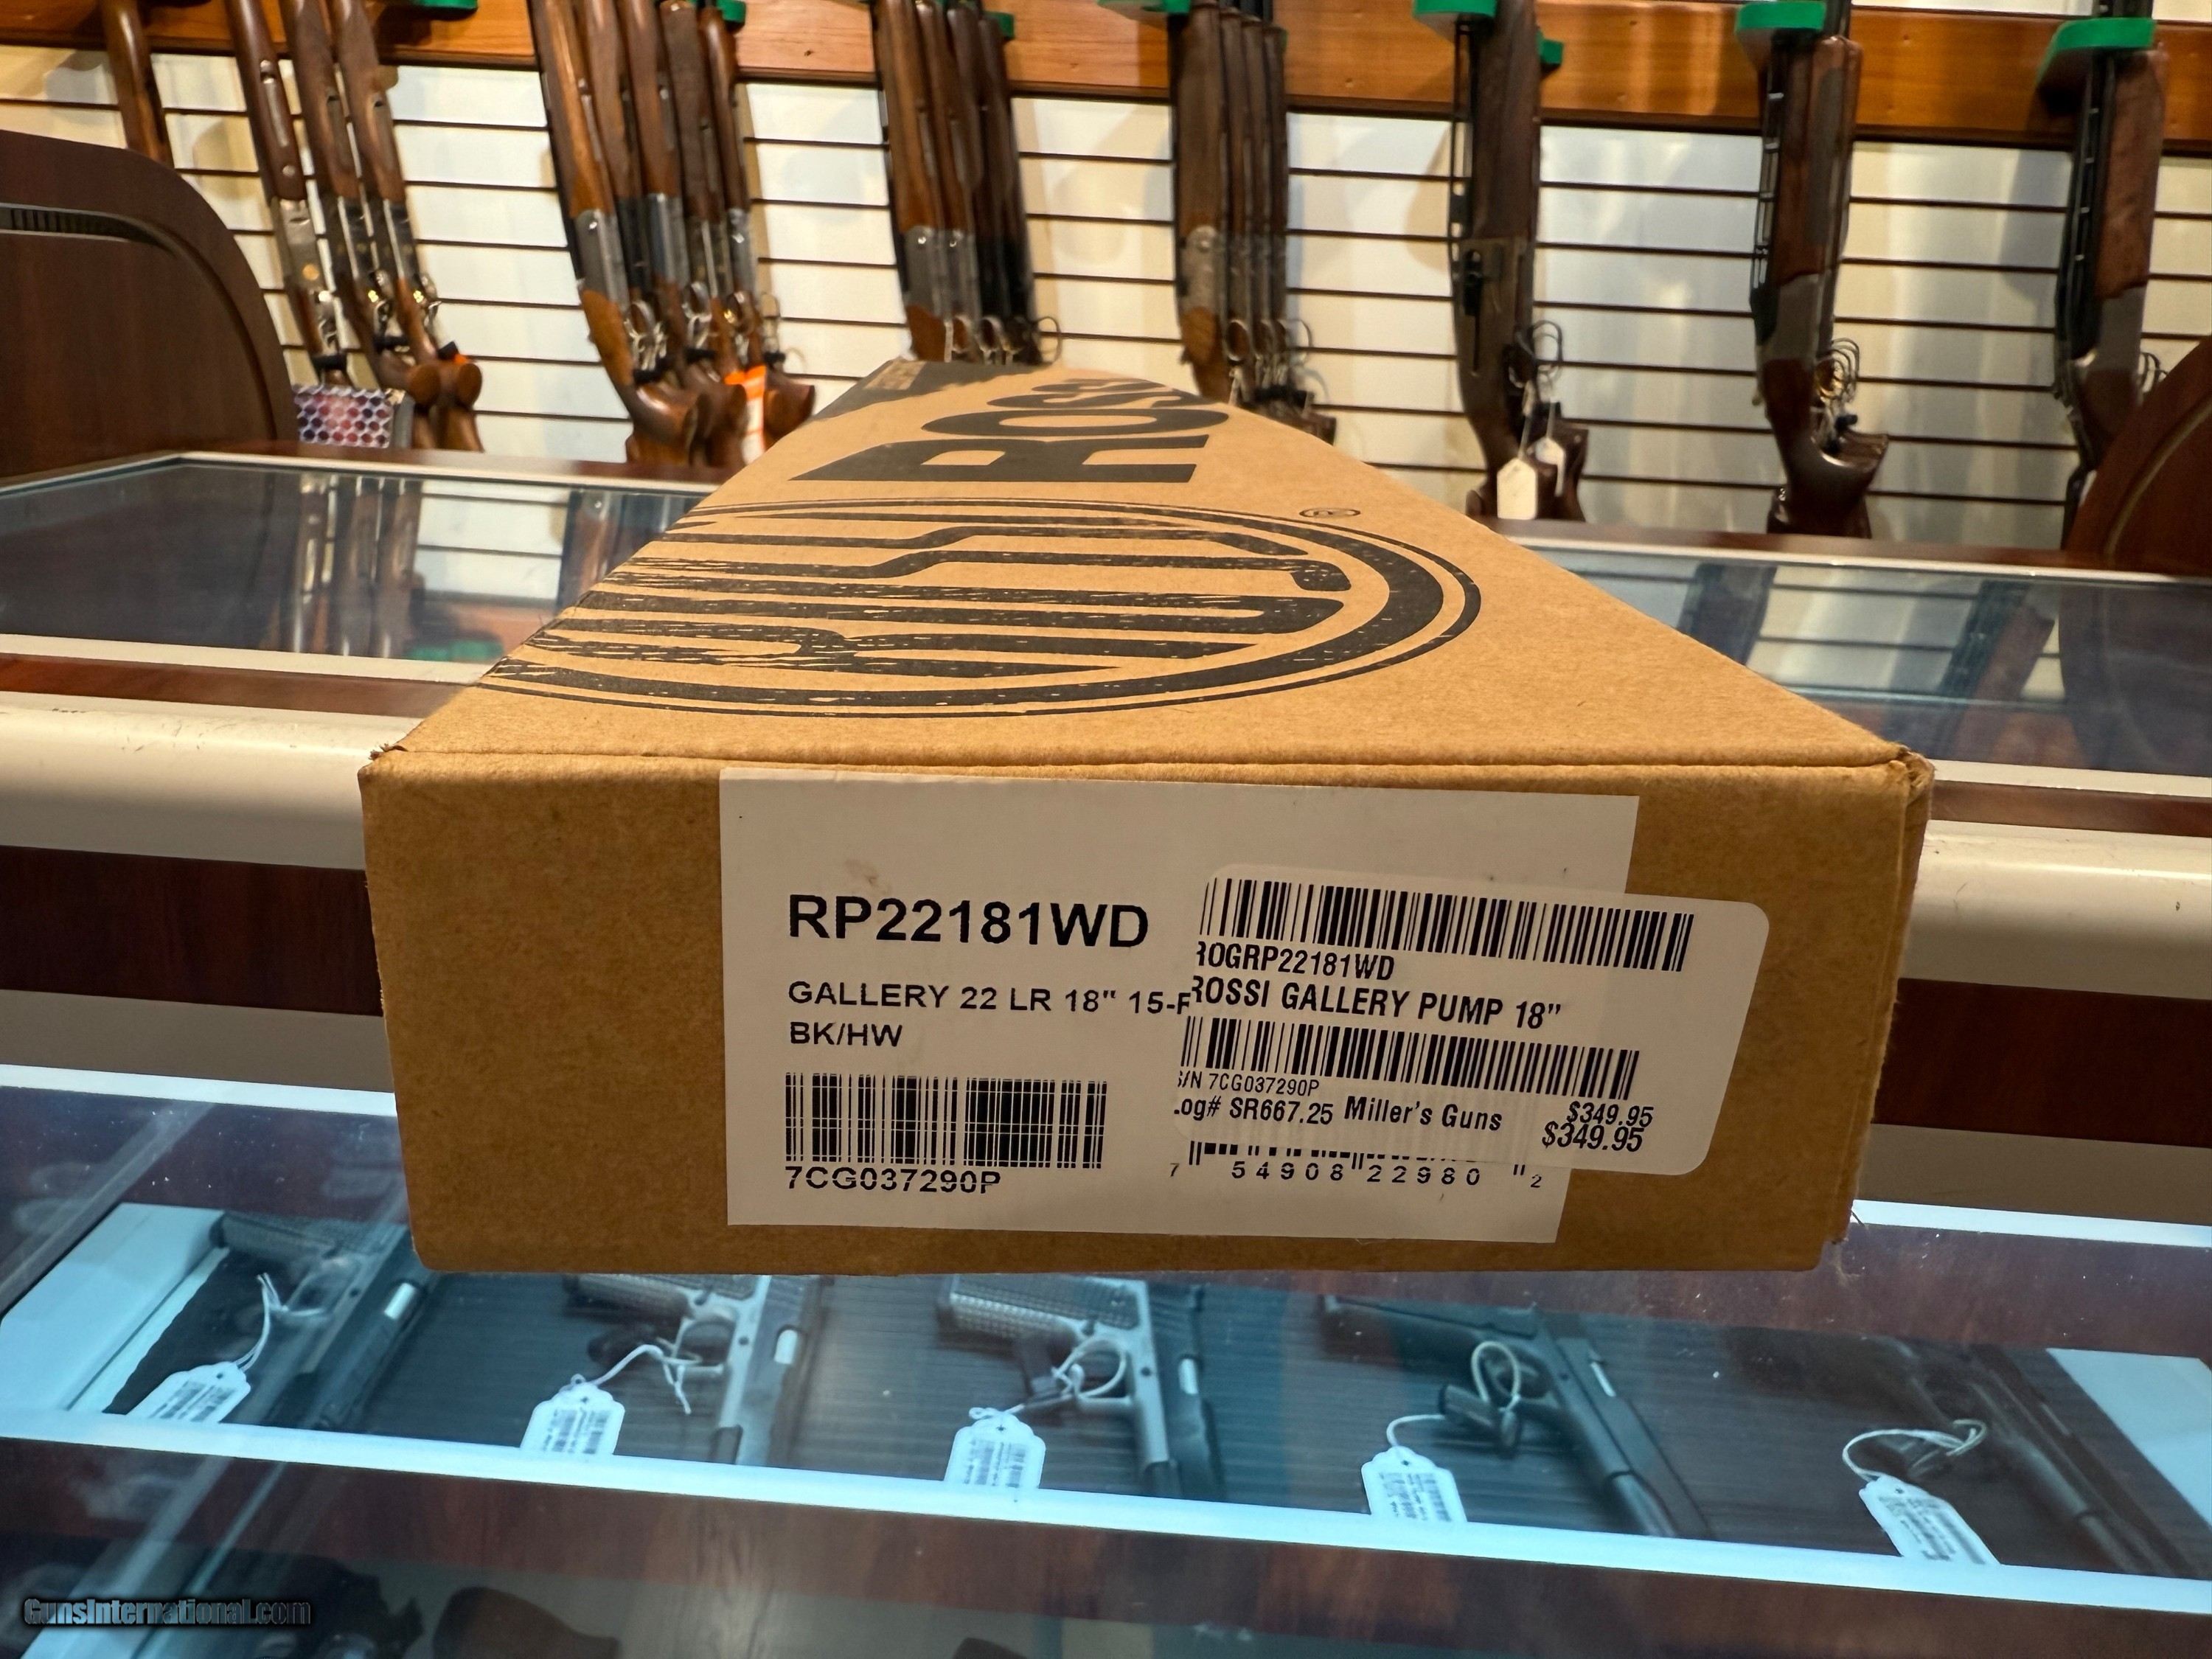 ROSSI
®
RP22181WD
GALLERY 22 LR 18" 15-
BK/HW
7CG037290P
ROGRP22181WD
ROSSI GALLERY PUMP 18"
S/N 7CG037290P
Log# SR667.25 Miller's Guns
$349.95
$349.95
7 54908 22980 2
GunsInternational.com